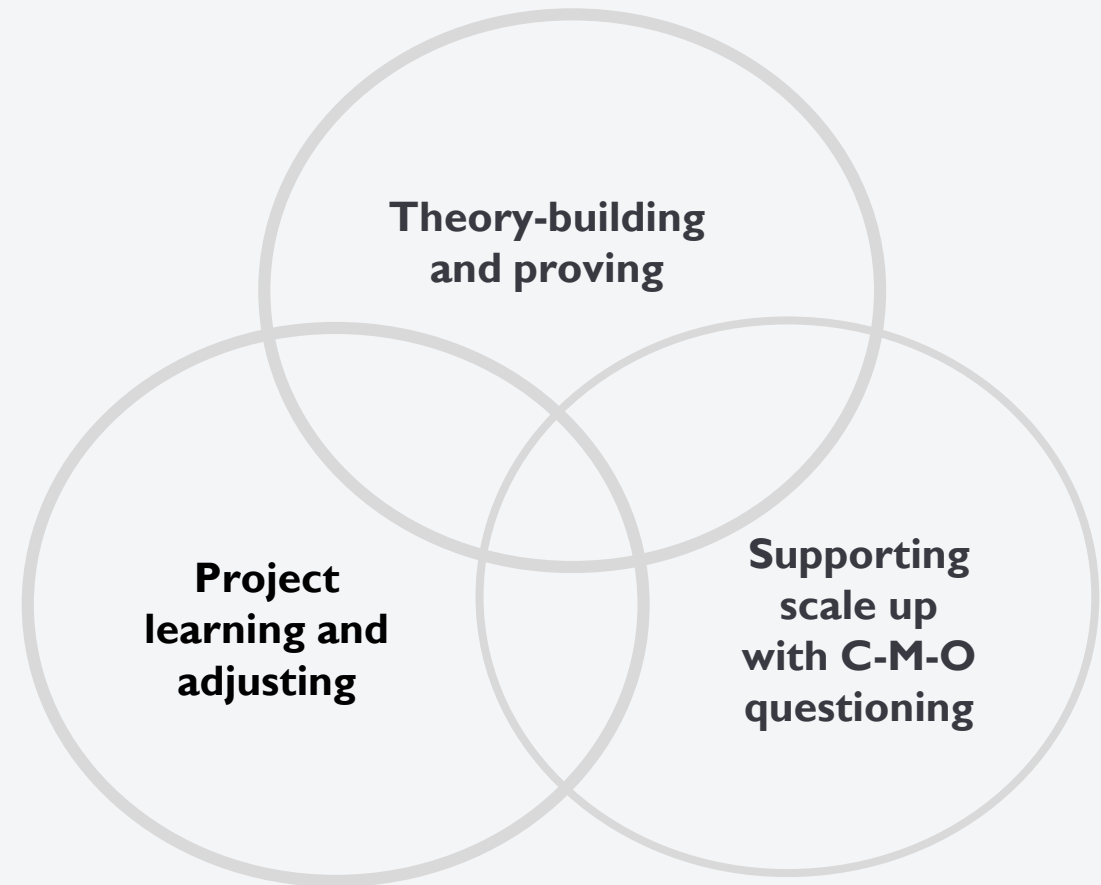 Theory-building
and proving
Project
learning and
adjusting
Supporting
scale up
with C-M-O
questioning